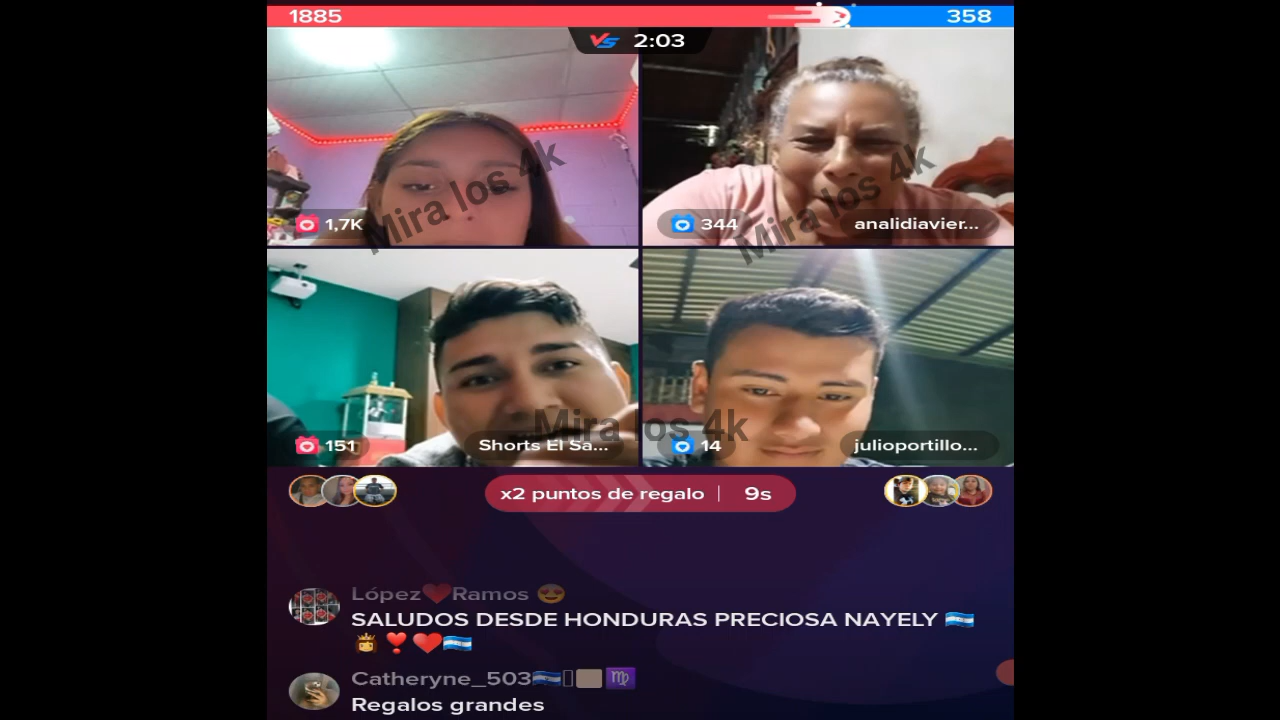 1885
358
VS 2:03
Mira los 4k
Mira los 4k
1,7K
344
analidiavier...
Mira los 4k
151
Shorts El Sa...
14
julioportillo...
x2 puntos de regalo | 9s
López❤️Ramos 😍
SALUDOS DESDE HONDURAS PRECIOSA NAYELY 🇭🇳
👸❣️❤️🇭🇳
Catheryne_503🇸🇻♍
Regalos grandes